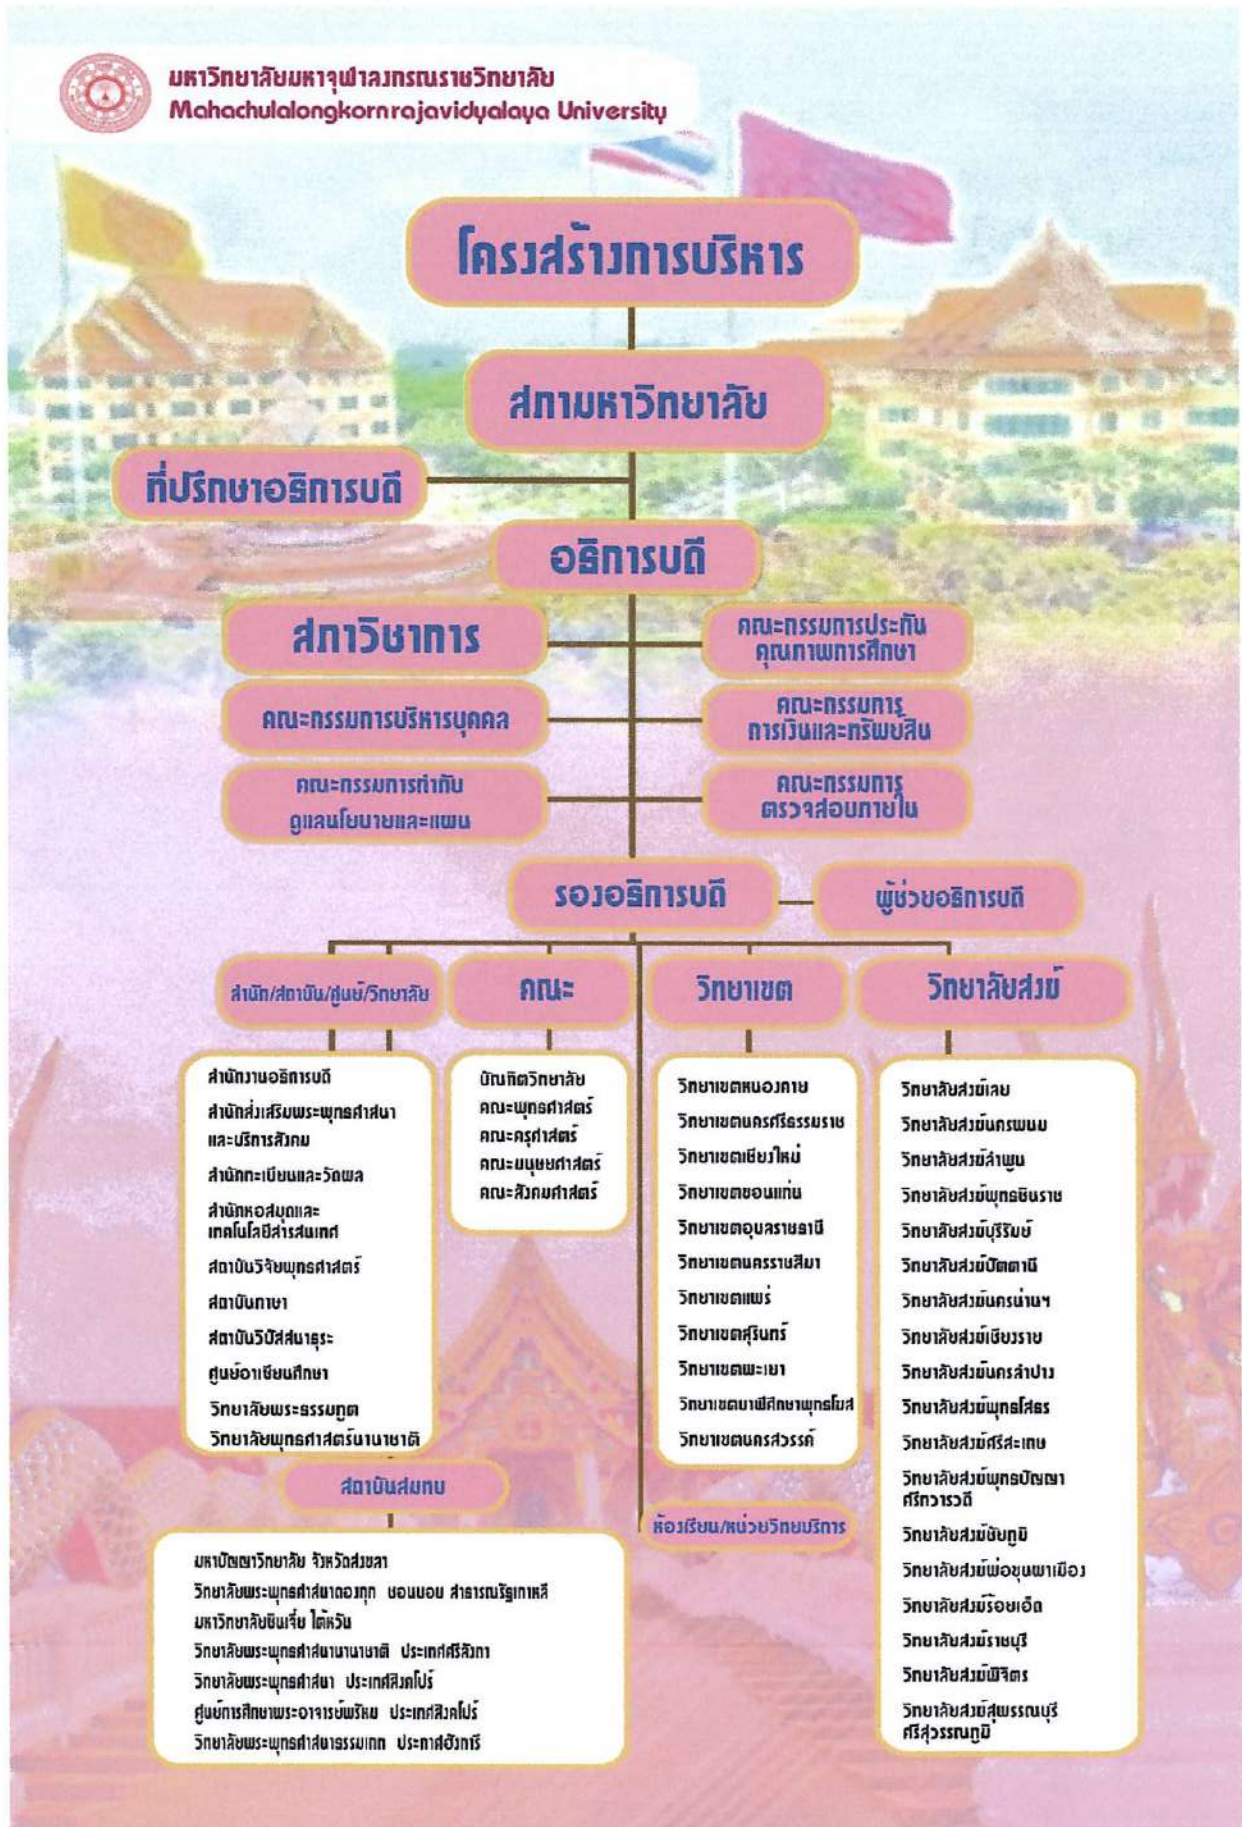 มหาวิทยาลัยมหาจุฬาลงกรณราชวิทยาลัย
Mahachulalongkornrajavidyalaya University
โครงสร้างการบริหาร
สภามหาวิทยาลัย
ที่ปรึกษาอธิการบดี
อธิการบดี
สภาวิชาการ
คณะกรรมการประกัน
คุณภาพการศึกษา
คณะกรรมการบริหารบุคคล
คณะกรรมการ
การเงินและทรัพย์สิน
คณะกรรมการกำกับ
ดูแลนโยบายและแผน
คณะกรรมการ
ตรวจสอบภายใน
รองอธิการบดี
ผู้ช่วยอธิการบดี
สำนัก/สถาบัน/ศูนย์/วิทยาลัย
สำนักงานอธิการบดี
สำนักส่งเสริมพระพุทธศาสนา
และบริการสังคม
สำนักทะเบียนและวัดผล
สำนักหอสมุดและ
เทคโนโลยีสารสนเทศ
สถาบันวิจัยพุทธศาสตร์
สถาบันภาษา
สถาบันวิปัสสนาธุระ
ศูนย์อาเซียนศึกษา
วิทยาลัยพระธรรมทูต
วิทยาลัยพุทธศาสตร์นานาชาติ
คณะ
บัณฑิตวิทยาลัย
คณะพุทธศาสตร์
คณะครุศาสตร์
คณะมนุษยศาสตร์
คณะสังคมศาสตร์
วิทยาเขต
วิทยาเขตหนองคาย
วิทยาเขตนครศรีธรรมราช
วิทยาเขตเชียงใหม่
วิทยาเขตขอนแก่น
วิทยาเขตอุบลราชธานี
วิทยาเขตนครราชสีมา
วิทยาเขตแพร่
วิทยาเขตสุรินทร์
วิทยาเขตพะเยา
วิทยาเขตบาฬีศึกษาพุทธโฆส
วิทยาเขตนครสวรรค์
วิทยาลัยสงฆ์
วิทยาลัยสงฆ์เลย
วิทยาลัยสงฆ์นครพนม
วิทยาลัยสงฆ์ลำพูน
วิทยาลัยสงฆ์พุทธชินราช
วิทยาลัยสงฆ์บุรีรัมย์
วิทยาลัยสงฆ์ปัตตานี
วิทยาลัยสงฆ์นครน่านฯ
วิทยาลัยสงฆ์เชียงราย
วิทยาลัยสงฆ์นครลำปาง
วิทยาลัยสงฆ์พุทธโสธร
วิทยาลัยสงฆ์ศรีสะเกษ
วิทยาลัยสงฆ์พุทธปัญญา
ศรีทวารวดี
วิทยาลัยสงฆ์ชัยภูมิ
วิทยาลัยสงฆ์พ่อขุนผาเมือง
วิทยาลัยสงฆ์ร้อยเอ็ด
วิทยาลัยสงฆ์ราชบุรี
วิทยาลัยสงฆ์พิจิตร
วิทยาลัยสงฆ์สุพรรณบุรี
ศรีสุวรรณภูมิ
สถาบันสมทบ
มหาปัญญาวิทยาลัย จังหวัดสงขลา
วิทยาลัยพระพุทธศาสนาดองกุก ชอนบอบ สาธารณรัฐเกาหลี
มหาวิทยาลัยชินเจี๋ย ไต้หวัน
วิทยาลัยพระพุทธศาสนานานาชาติ ประเทศศรีลังกา
วิทยาลัยพระพุทธศาสนา ประเทศสิงคโปร์
ศูนย์การศึกษาพระอาจารย์พรัหม ประเทศสิงคโปร์
วิทยาลัยพระพุทธศาสนาธรรมเกท ประกาศฮังการี
ห้องเรียน/หน่วยวิทยบริการ